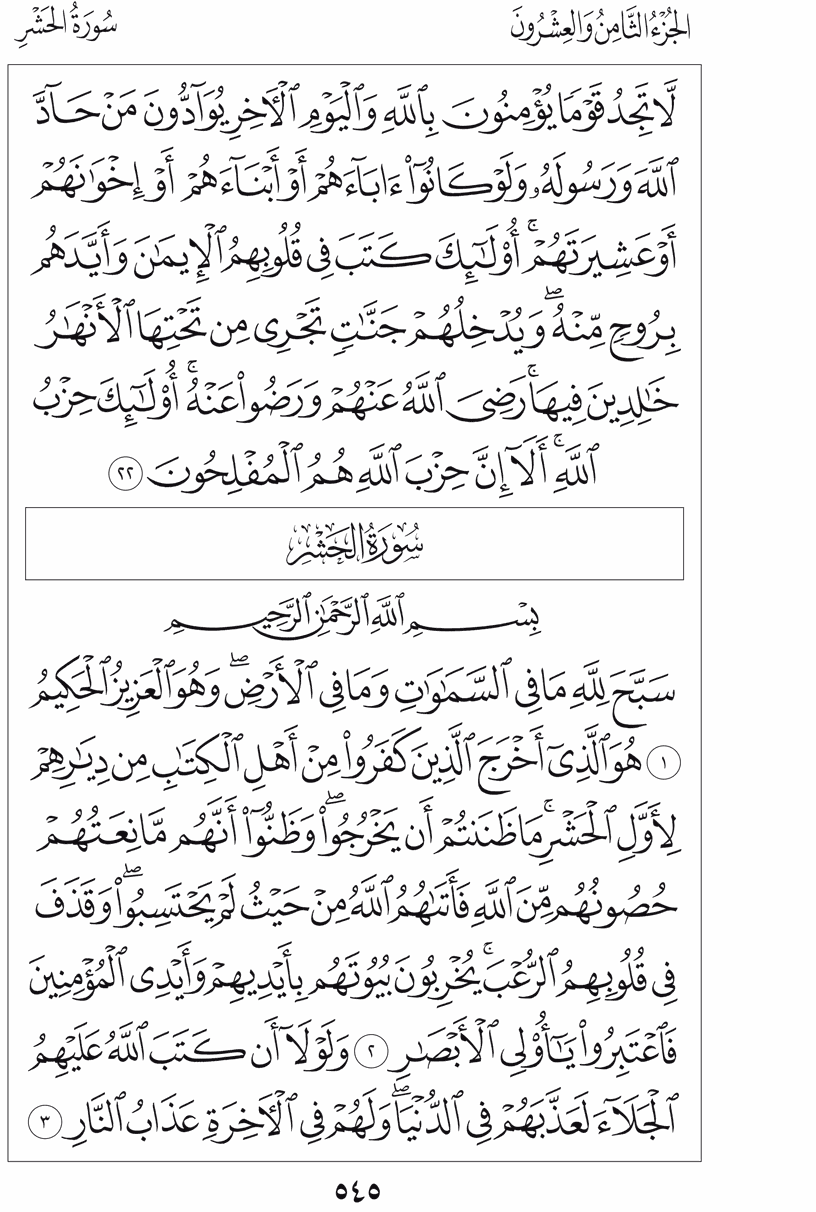 الجُزْءُ الثَّامِنُ وَالعِشْرُونَ
سُورَةُ الحَشْرِ
لَّا تَجِدُ قَوْمًا يُؤْمِنُونَ بِٱللَّهِ وَٱلْيَوْمِ ٱلْـَٔاخِرِ يُوَآدُّونَ مَنْ حَآدَّ
ٱللَّهَ وَرَسُولَهُۥ وَلَوْ كَانُوٓا۟ ءَابَآءَهُمْ أَوْ أَبْنَآءَهُمْ أَوْ إِخْوَٰنَهُمْ
أَوْ عَشِيرَتَهُمْ ۚ أُو۟لَـٰٓئِكَ كَتَبَ فِى قُلُوبِهِمُ ٱلْإِيمَـٰنَ وَأَيَّدَهُم
بِرُوحٍ مِّنْهُ ۖ وَيُدْخِلُهُمْ جَنَّـٰتٍ تَجْرِى مِن تَحْتِهَا ٱلْأَنْهَـٰرُ
خَـٰلِدِينَ فِيهَا ۚ رَضِىَ ٱللَّهُ عَنْهُمْ وَرَضُوا۟ عَنْهُ ۚ أُو۟لَـٰٓئِكَ حِزْبُ
ٱللَّهِ ۚ أَلَآ إِنَّ حِزْبَ ٱللَّهِ هُمُ ٱلْمُفْلِحُونَ ٢٢
سُورَةُ الحَشْرِ
بِسْمِ ٱللَّهِ ٱلرَّحْمَـٰنِ ٱلرَّحِيمِ
سَبَّحَ لِلَّهِ مَا فِى ٱلسَّمَـٰوَٰتِ وَمَا فِى ٱلْأَرْضِ ۖ وَهُوَ ٱلْعَزِيزُ ٱلْحَكِيمُ
١ هُوَ ٱلَّذِىٓ أَخْرَجَ ٱلَّذِينَ كَفَرُوا۟ مِنْ أَهْلِ ٱلْكِتَـٰبِ مِن دِيَـٰرِهِمْ
لِأَوَّلِ ٱلْحَشْرِ ۚ مَا ظَنَنتُمْ أَن يَخْرُجُوا۟ ۖ وَظَنُّوٓا۟ أَنَّهُم مَّانِعَتُهُمْ
حُصُونُهُم مِّنَ ٱللَّهِ فَأَتَىٰهُمُ ٱللَّهُ مِنْ حَيْثُ لَمْ يَحْتَسِبُوا۟ ۖ وَقَذَفَ
فِى قُلُوبِهِمُ ٱلرُّعْبَ ۚ يُخْرِبُونَ بُيُوتَهُم بِأَيْدِيهِمْ وَأَيْدِى ٱلْمُؤْمِنِينَ
فَٱعْتَبِرُوا۟ يَـٰٓأُو۟لِى ٱلْأَبْصَـٰرِ ٢ وَلَوْلَآ أَن كَتَبَ ٱللَّهُ عَلَيْهِمُ
ٱلْجَلَآءَ لَعَذَّبَهُمْ فِى ٱلدُّنْيَا ۖ وَلَهُمْ فِى ٱلْـَٔاخِرَةِ عَذَابُ ٱلنَّارِ ٣
٥٤٥